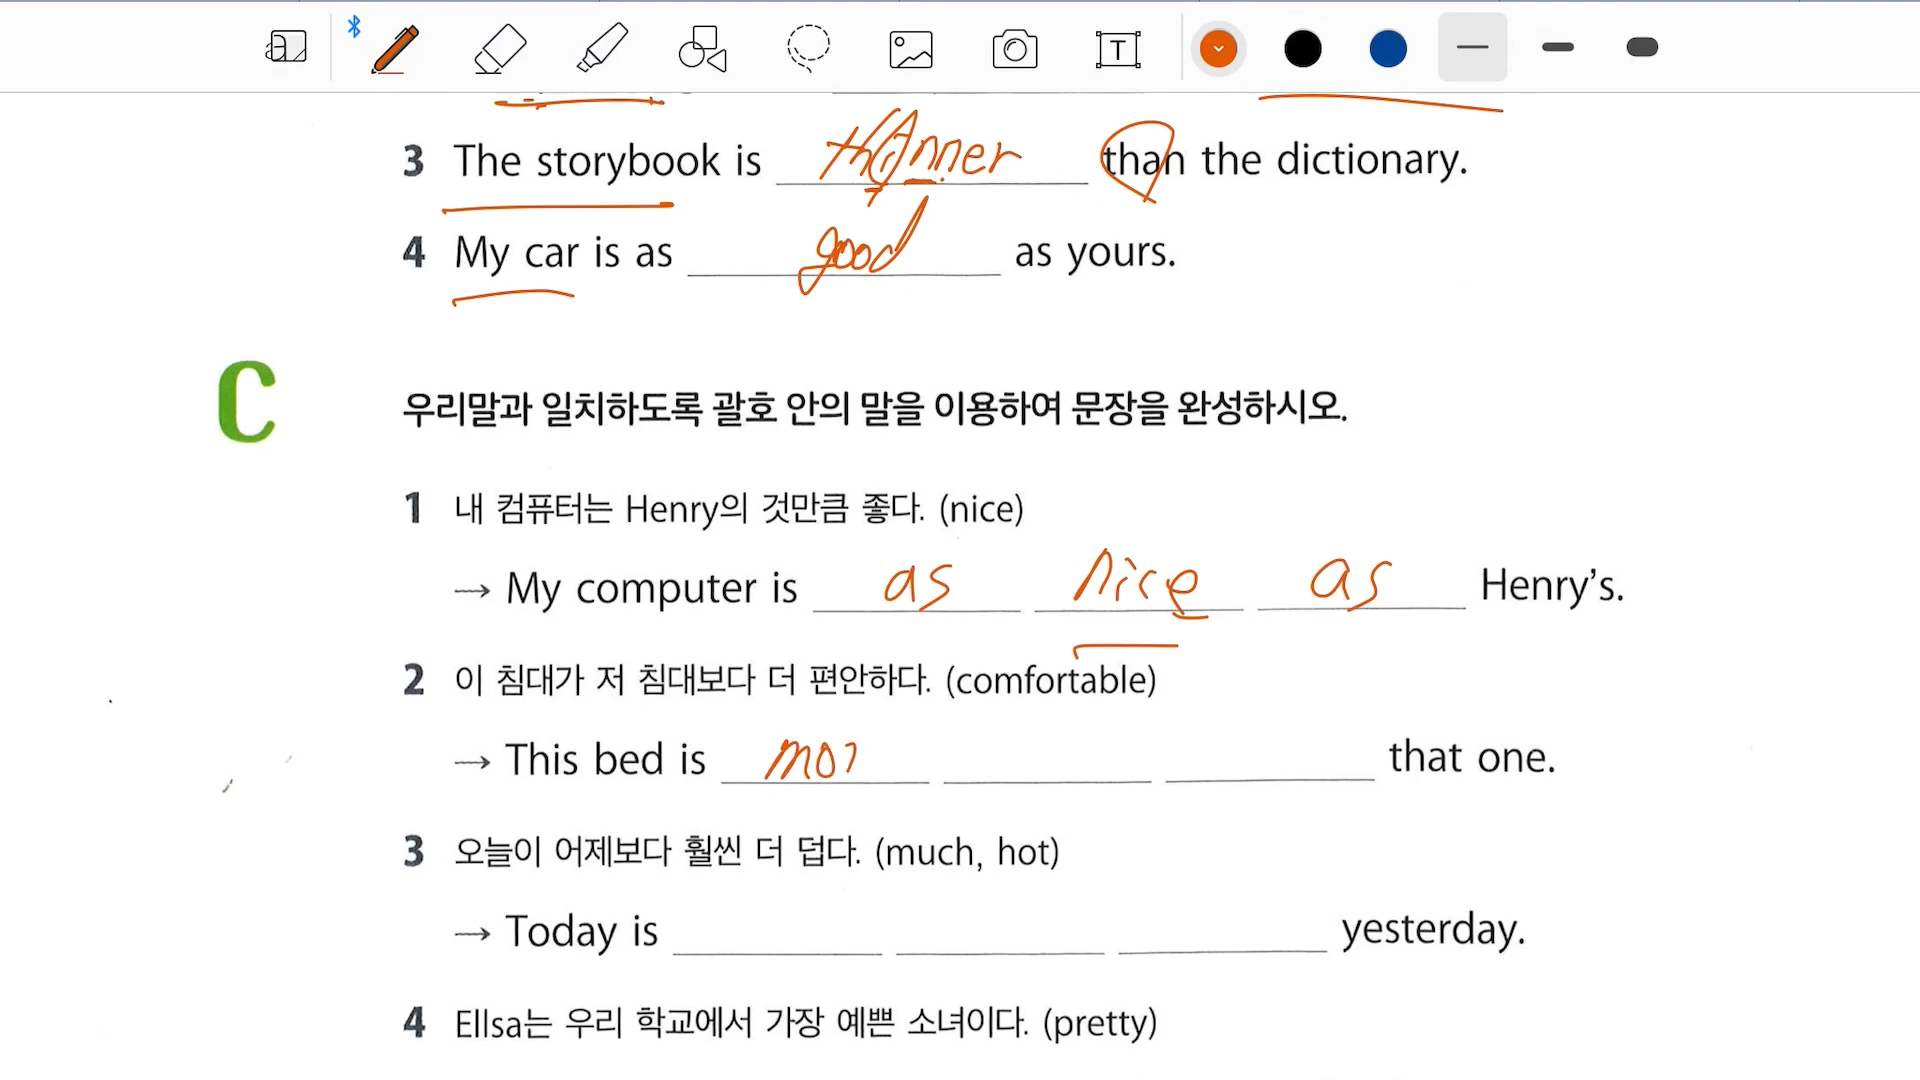 3 The storybook is thinner than the dictionary.
4 My car is as good as yours.
C 우리말과 일치하도록 괄호 안의 말을 이용하여 문장을 완성하시오.
1 내 컴퓨터는 Henry의 것만큼 좋다. (nice)
→ My computer is as nice as Henry's.
2 이 침대가 저 침대보다 더 편안하다. (comfortable)
→ This bed is mor that one.
3 오늘이 어제보다 훨씬 더 덥다. (much, hot)
→ Today is yesterday.
4 Ellsa는 우리 학교에서 가장 예쁜 소녀이다. (pretty)